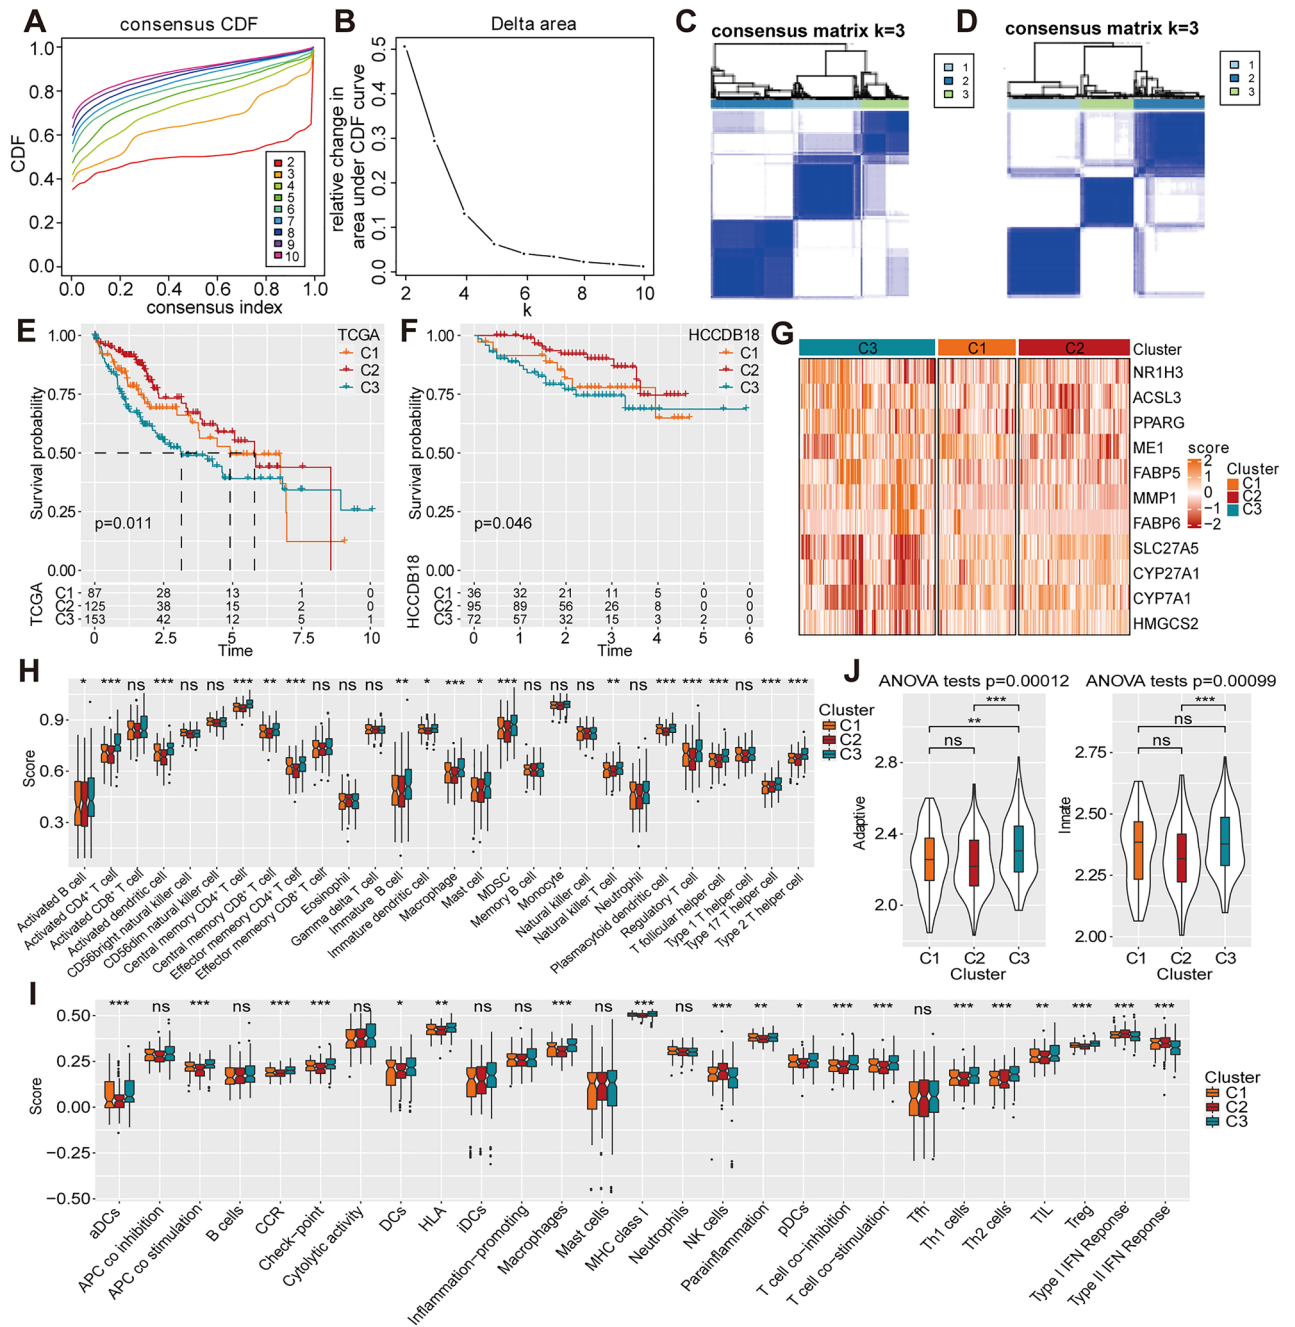 A
consensus CDF
CDF
1.0
0.8
0.6
0.4
0.2
0.0
0.0 0.2 0.4 0.6 0.8 1.0
consensus index
2
3
4
5
6
7
8
9
10
B
Delta area
relative change in
area under CDF curve
0.5
0.4
0.3
0.2
0.1
0.0
2 4 6 8 10
k
C
consensus matrix k=3
1
2
3
D
consensus matrix k=3
1
2
3
E
TCGA
C1
C2
C3
Survival probability
1.00
0.75
0.50
0.25
0.00
p=0.011
TCGA
C1 87 28 13 1 0
C2 125 38 15 2 0
C3 153 42 12 5 1
0 2.5 5 7.5 10
Time
F
HCCDB18
C1
C2
C3
Survival probability
1.00
0.75
0.50
0.25
0.00
p=0.046
HCCDB18
C1 36 32 21 11 5 0 0
C2 95 89 56 26 8 0 0
C3 72 57 32 15 3 2 0
0 1 2 3 4 5 6
Time
G
C3 C1 C2 Cluster
NR1H3
ACSL3
PPARG
ME1
FABP5
MMP1
FABP6
SLC27A5
CYP27A1
CYP7A1
HMGCS2
score
2
1
0
−1
−2
Cluster
C1
C2
C3
H
* *** ns *** ns ns *** ** *** ns ns ns ** * *** * *** ns ns ns ** ns *** *** *** ns *** ***
Score
0.9
0.6
0.3
Activated B cell
Activated CD4+ T cell
Activated CD8+ T cell
Activated dendritic cell
CD56bright natural killer cell
CD56dim natural killer cell
Central memory CD4+ T cell
Central memory CD8+ T cell
Effector memory CD4+ T cell
Effector memory CD8+ T cell
Eosinophil
Gamma delta T cell
Immature B cell
Immature dendritic cell
Macrophage
Mast cell
MDSC
Memory B cell
Monocyte
Natural killer cell
Natural killer T cell
Neutrophil
Plasmacytoid dendritic cell
Regulatory T cell
T follicular helper cell
Type 1 T helper cell
Type 17 T helper cell
Type 2 T helper cell
Cluster
C1
C2
C3
J
ANOVA tests p=0.00012
***
**
ns
Adaptive
2.8
2.4
2.0
C1 C2 C3
Cluster
ANOVA tests p=0.00099
***
ns
ns
Innate
2.75
2.50
2.25
2.00
C1 C2 C3
Cluster
I
*** ns *** ns *** *** ns * ** ns ns *** ns *** ns *** ** * *** *** ns *** *** ** *** *** ***
Score
0.50
0.25
0.00
−0.25
−0.50
aDCs
APC co inhibition
APC co stimulation
B cells
CCR
Check−point
Cytolytic activity
DCs
HLA
iDCs
Inflammation−promoting
Macrophages
Mast cells
MHC class I
Neutrophils
NK cells
Parainflammation
pDCs
T cell co−inhibition
T cell co−stimulation
Tfh
Th1 cells
Th2 cells
TIL
Treg
Type I IFN Reponse
Type II IFN Reponse
Cluster
C1
C2
C3